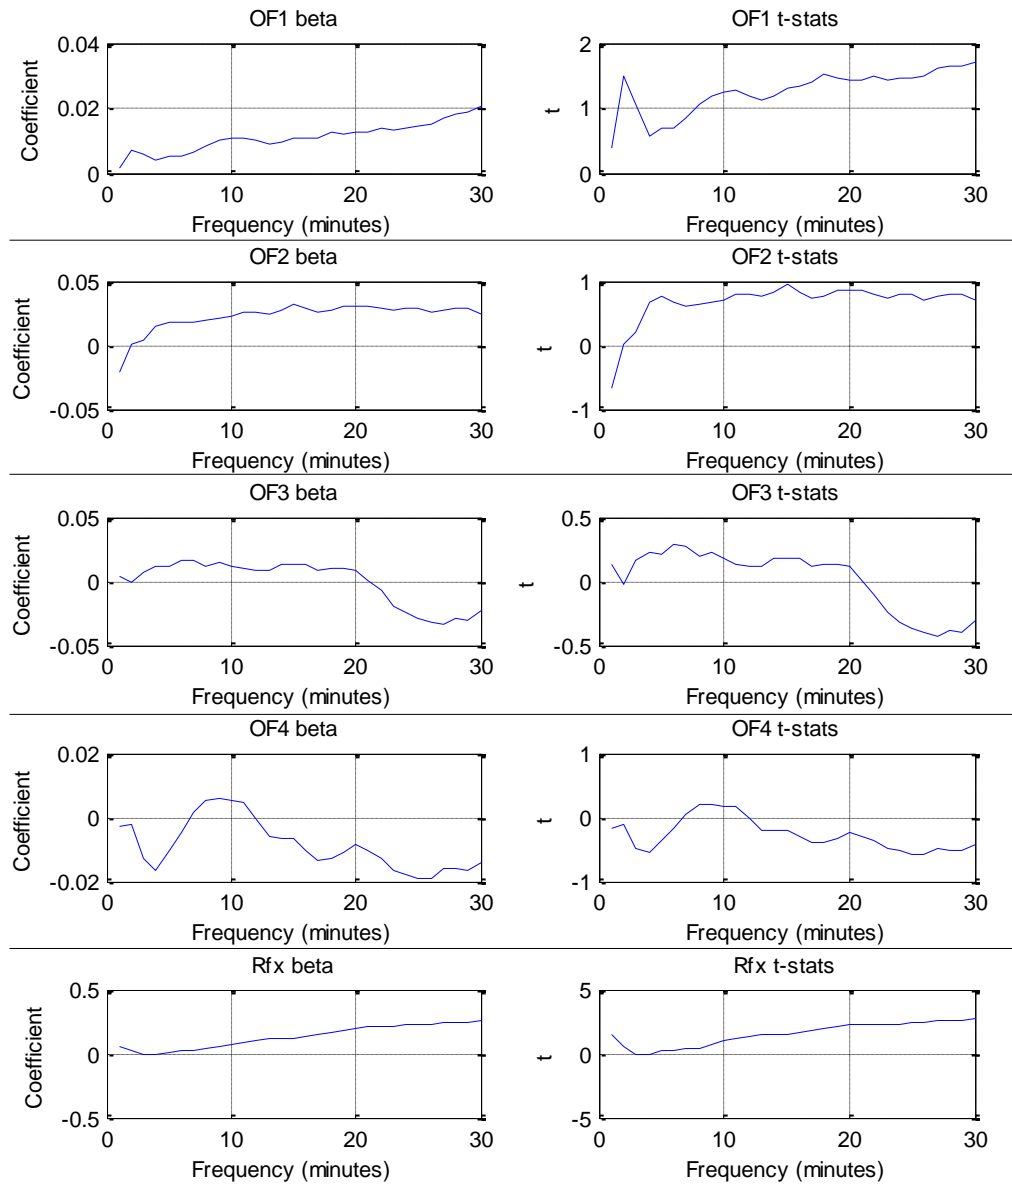 OF1 beta
OF1 t-stats
0.04
0.02
0
Coefficient
0 10 20 30
Frequency (minutes)
2
1
0
t
0 10 20 30
Frequency (minutes)
OF2 beta
OF2 t-stats
0.05
0
-0.05
Coefficient
0 10 20 30
Frequency (minutes)
1
0
-1
t
0 10 20 30
Frequency (minutes)
OF3 beta
OF3 t-stats
0.05
0
-0.05
Coefficient
0 10 20 30
Frequency (minutes)
0.5
0
-0.5
t
0 10 20 30
Frequency (minutes)
OF4 beta
OF4 t-stats
0.02
0
-0.02
Coefficient
0 10 20 30
Frequency (minutes)
1
0
-1
t
0 10 20 30
Frequency (minutes)
Rfx beta
Rfx t-stats
0.5
0
-0.5
Coefficient
0 10 20 30
Frequency (minutes)
5
0
-5
t
0 10 20 30
Frequency (minutes)